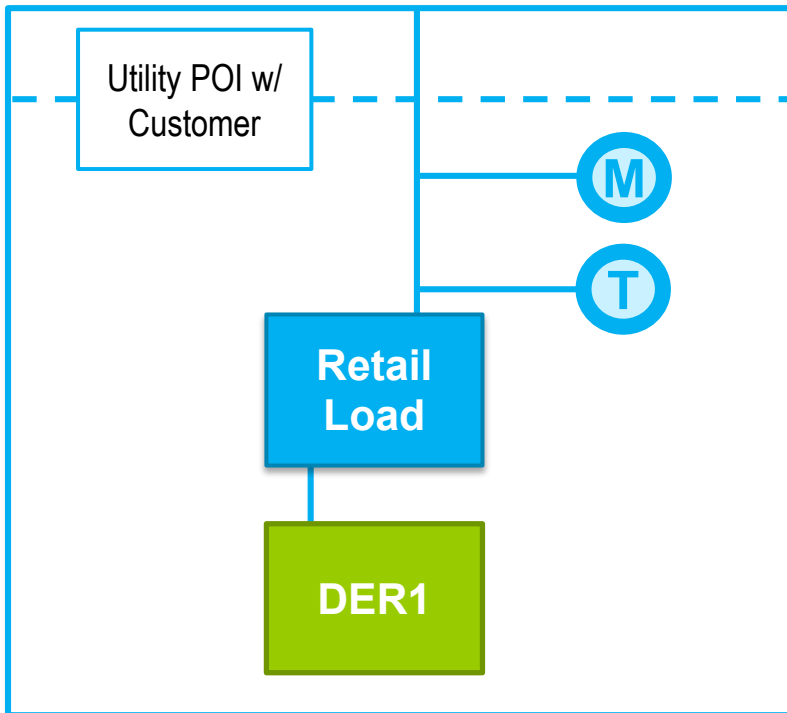 Utility POI w/
Customer
M
T
Retail
Load
DER1